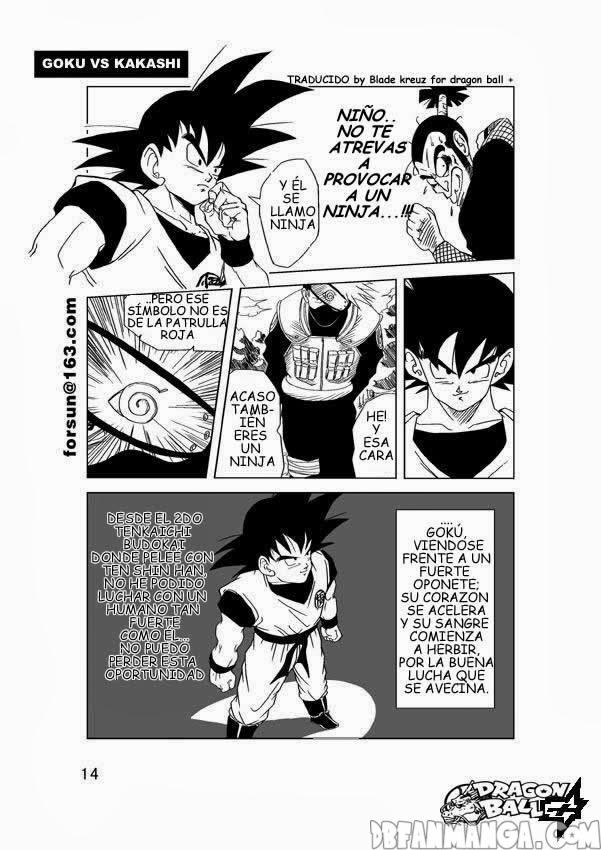 GOKU VS KAKASHI
TRADUCIDO by Blade kreuz for dragon ball +
NIÑO..
NO TE
ATREVAS
A
PROVOCAR
A UN
NINJA...!!!
Y ÉL
SE
LLAMO
NINJA
..PERO ESE
SÍMBOLO NO ES
DE LA PATRULLA
ROJA
ACASO
TAMB-
IEN
ERES
UN
NINJA
HE!
Y
ESA
CARA
forsun@163.com
DESDE EL 2DO
TENKAICHI
BUDOKAI
DONDE PELEE CON
TEN SHIN HAN,
NO HE PODIDO
LUCHAR CON UN
HUMANO TAN
FUERTE
COMO EL...
NO PUEDO
PERDER ESTA
OPORTUNIDAD
....
GOKÚ,
VIENDOSE
FRENTE A UN
FUERTE
OPONETE;
SU CORAZON
SE ACELERA
Y SU SANGRE
COMIENZA
A HERBIR,
POR LA BUENA
LUCHA QUE
SE AVECINA.
14
DRAGON
BALL
DBFANMANGA.COM